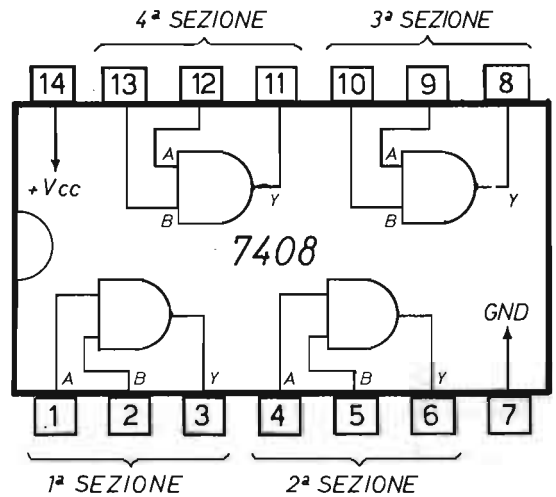 4ª SEZIONE 3ª SEZIONE
14 13 12 11 10 9 8
A A
+Vcc B Y B Y
7408
GND
A B Y A B Y
1 2 3 4 5 6 7
1ª SEZIONE 2ª SEZIONE